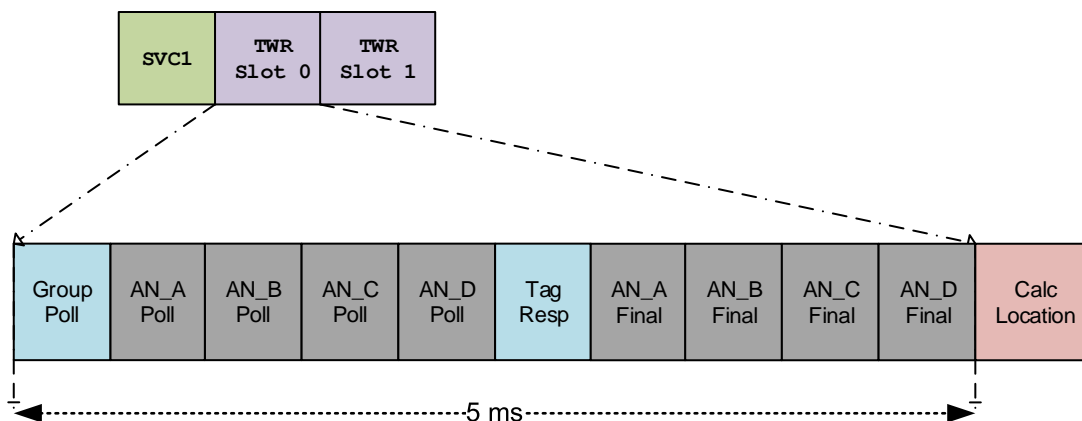 SVC1
TWR
Slot 0
TWR
Slot 1
Group
Poll
AN_A
Poll
AN_B
Poll
AN_C
Poll
AN_D
Poll
Tag
Resp
AN_A
Final
AN_B
Final
AN_C
Final
AN_D
Final
Calc
Location
5 ms